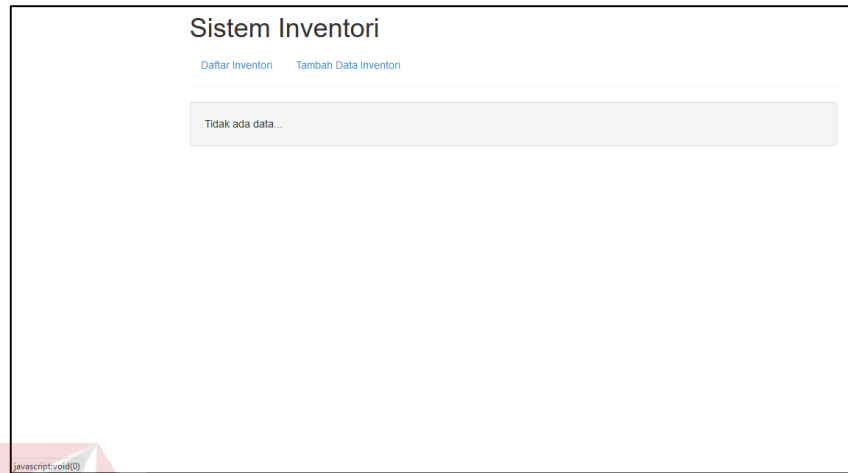 Sistem Inventori
Daftar Inventori Tambah Data Inventori
Tidak ada data...
javascript:void(0)